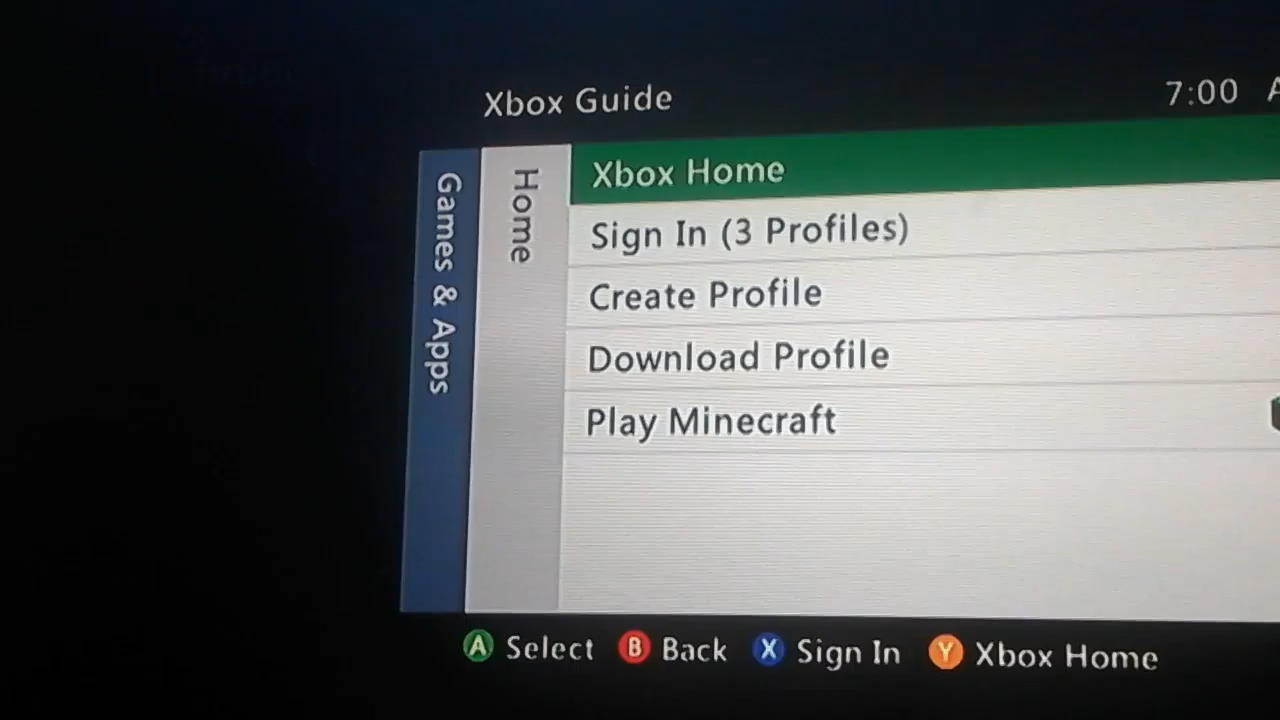 Xbox Guide
7:00 A
Games & Apps
Home
Xbox Home
Sign In (3 Profiles)
Create Profile
Download Profile
Play Minecraft
A Select B Back X Sign In Y Xbox Home